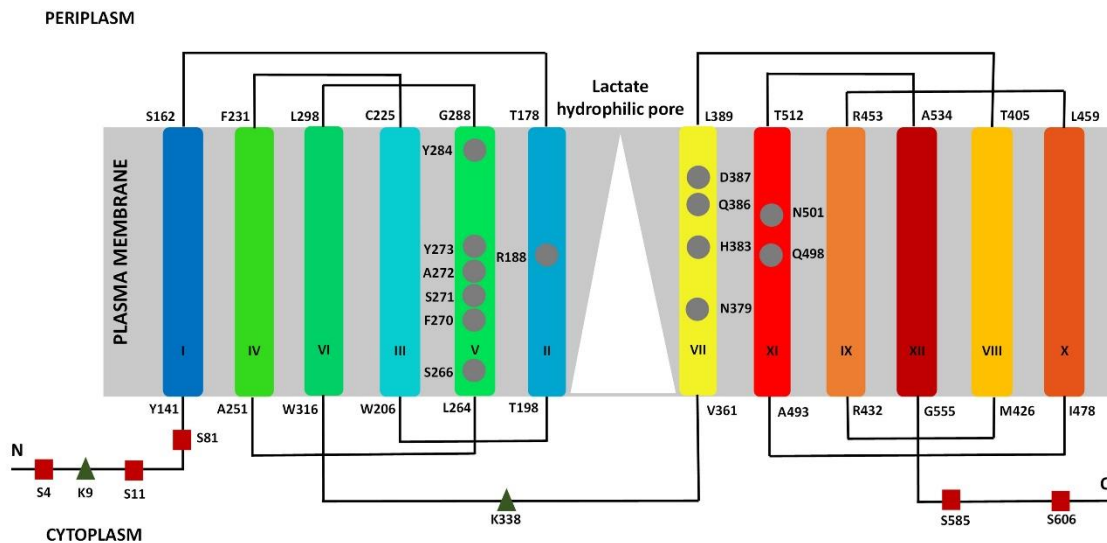 PERIPLASM
Lactate
hydrophilic pore
S162 F231 L298 C225 G288 T178 L389 T512 R453 A534 T405 L459
PLASMA MEMBRANE
Y284
D387
Q386
N501
Y273
R188
H383
Q498
A272
S271
N379
F270
I IV VI III V II VII XI IX XII VIII X
S266
Y141 A251 W316 W206 L264 T198 V361 A493 R432 G555 M426 I478
S81
N
S4 K9 S11
K338
C
S585 S606
CYTOPLASM